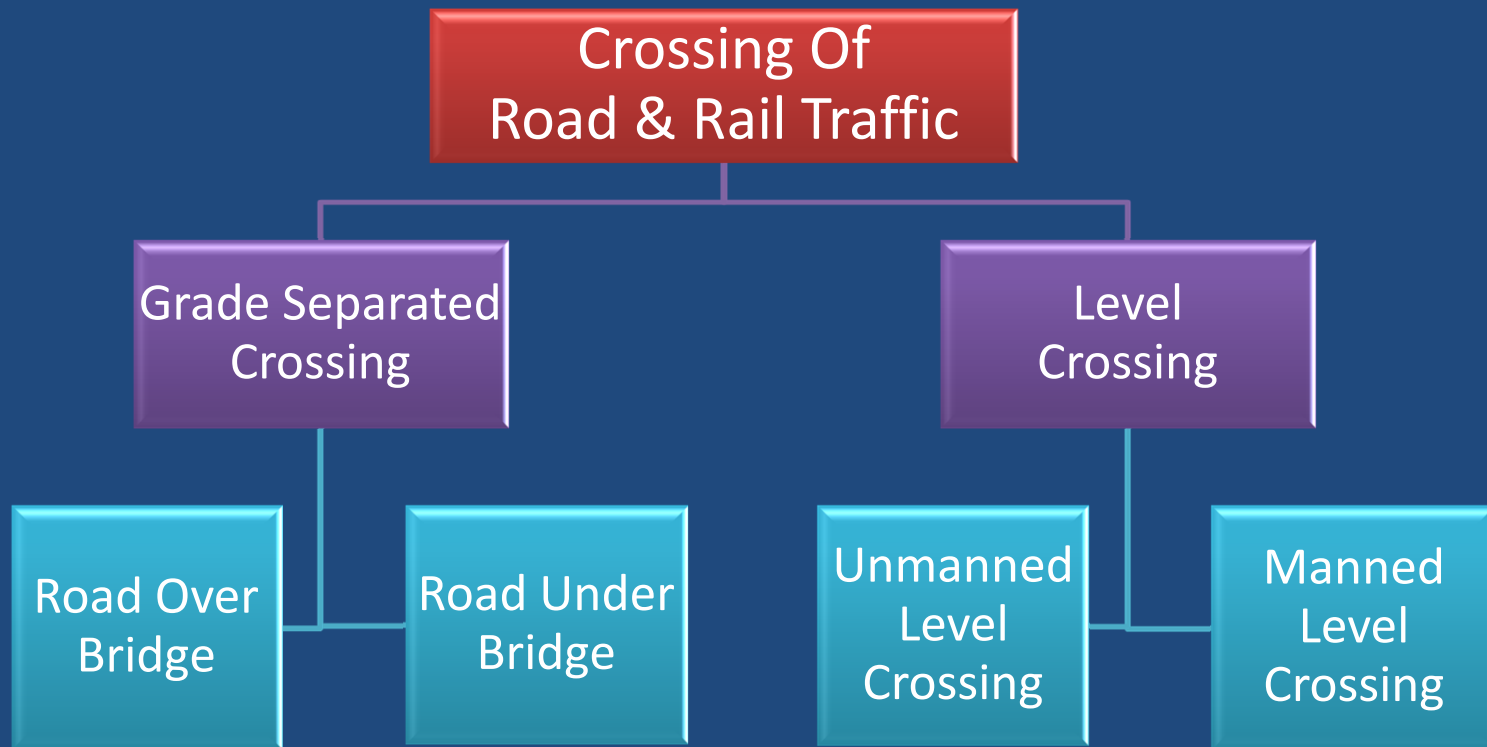 Crossing Of
Road & Rail Traffic
Grade Separated
Crossing
Level
Crossing
Road Over
Bridge
Road Under
Bridge
Unmanned
Level
Crossing
Manned
Level
Crossing